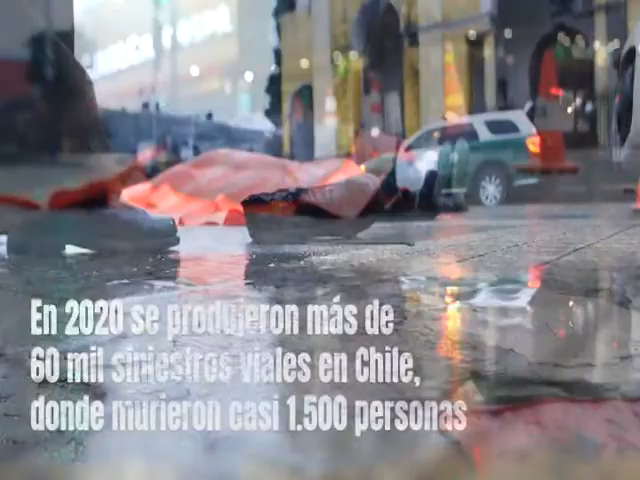 En 2020 se produjeron más de
60 mil siniestros viales en Chile,
donde murieron casi 1.500 personas